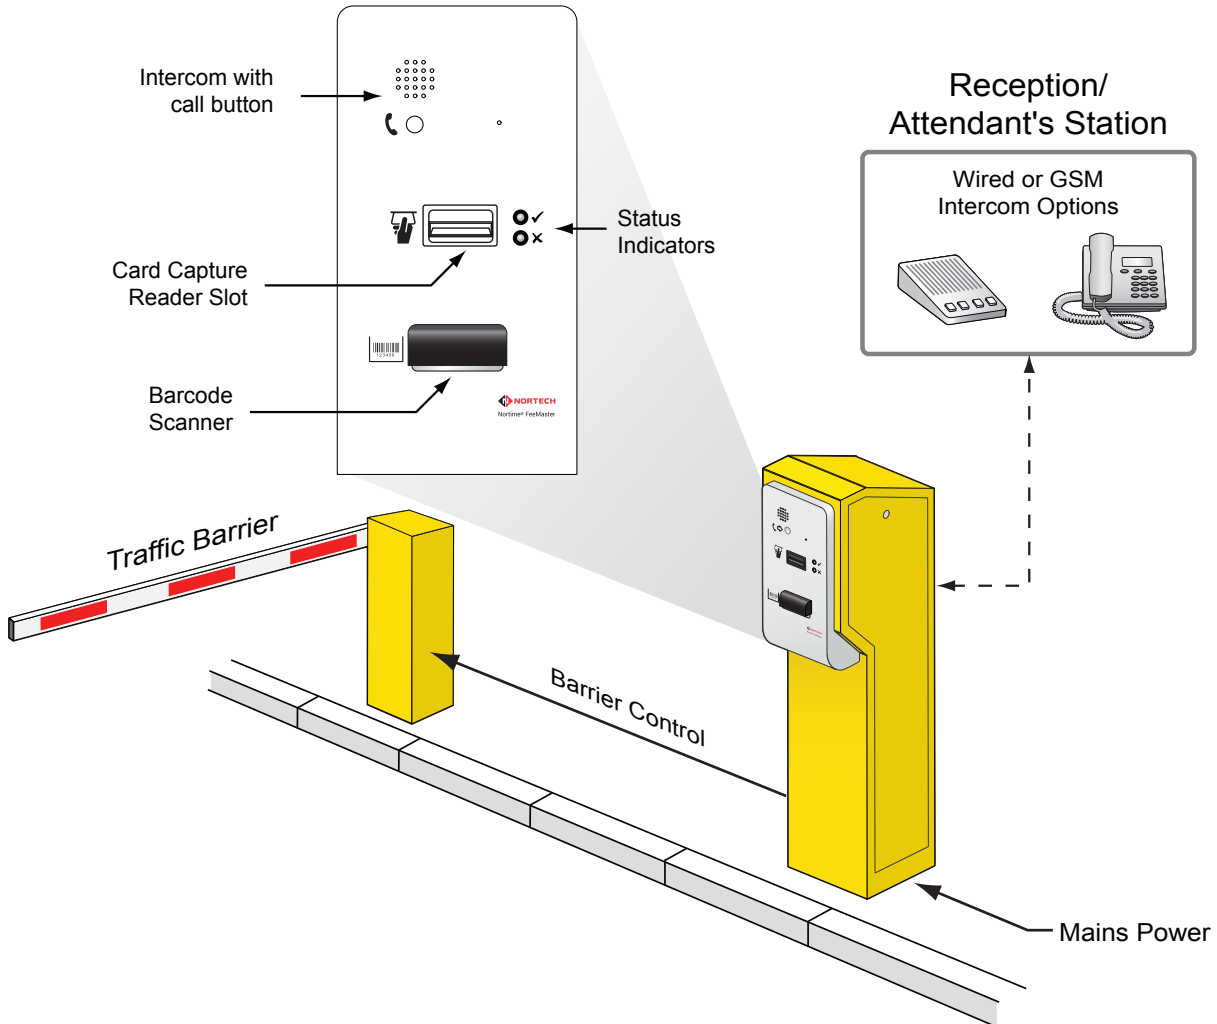 Intercom with
call button
Reception/
Attendant's Station
Wired or GSM
Intercom Options
Status
Indicators
Card Capture
Reader Slot
123456
Barcode
Scanner
NORTECH
Nortime® FeeMaster
Traffic Barrier
Barrier Control
Mains Power